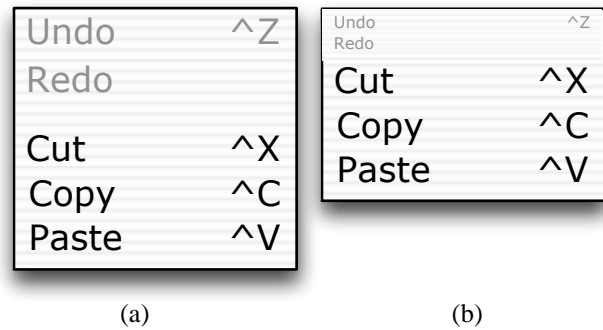 Undo ^Z
Redo
Cut ^X
Copy ^C
Paste ^V
(a)
Undo ^Z
Redo
Cut ^X
Copy ^C
Paste ^V
(b)